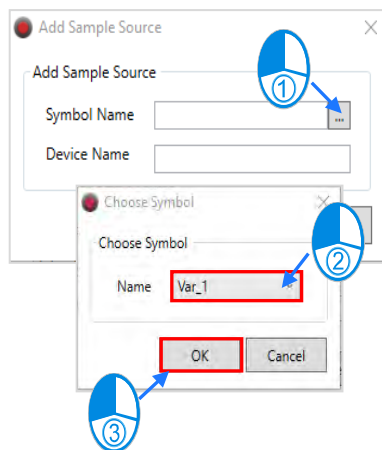 Add Sample Source
Add Sample Source
①
Symbol Name
...
Device Name
Choose Symbol
Choose Symbol
②
Name Var_1
OK Cancel
③